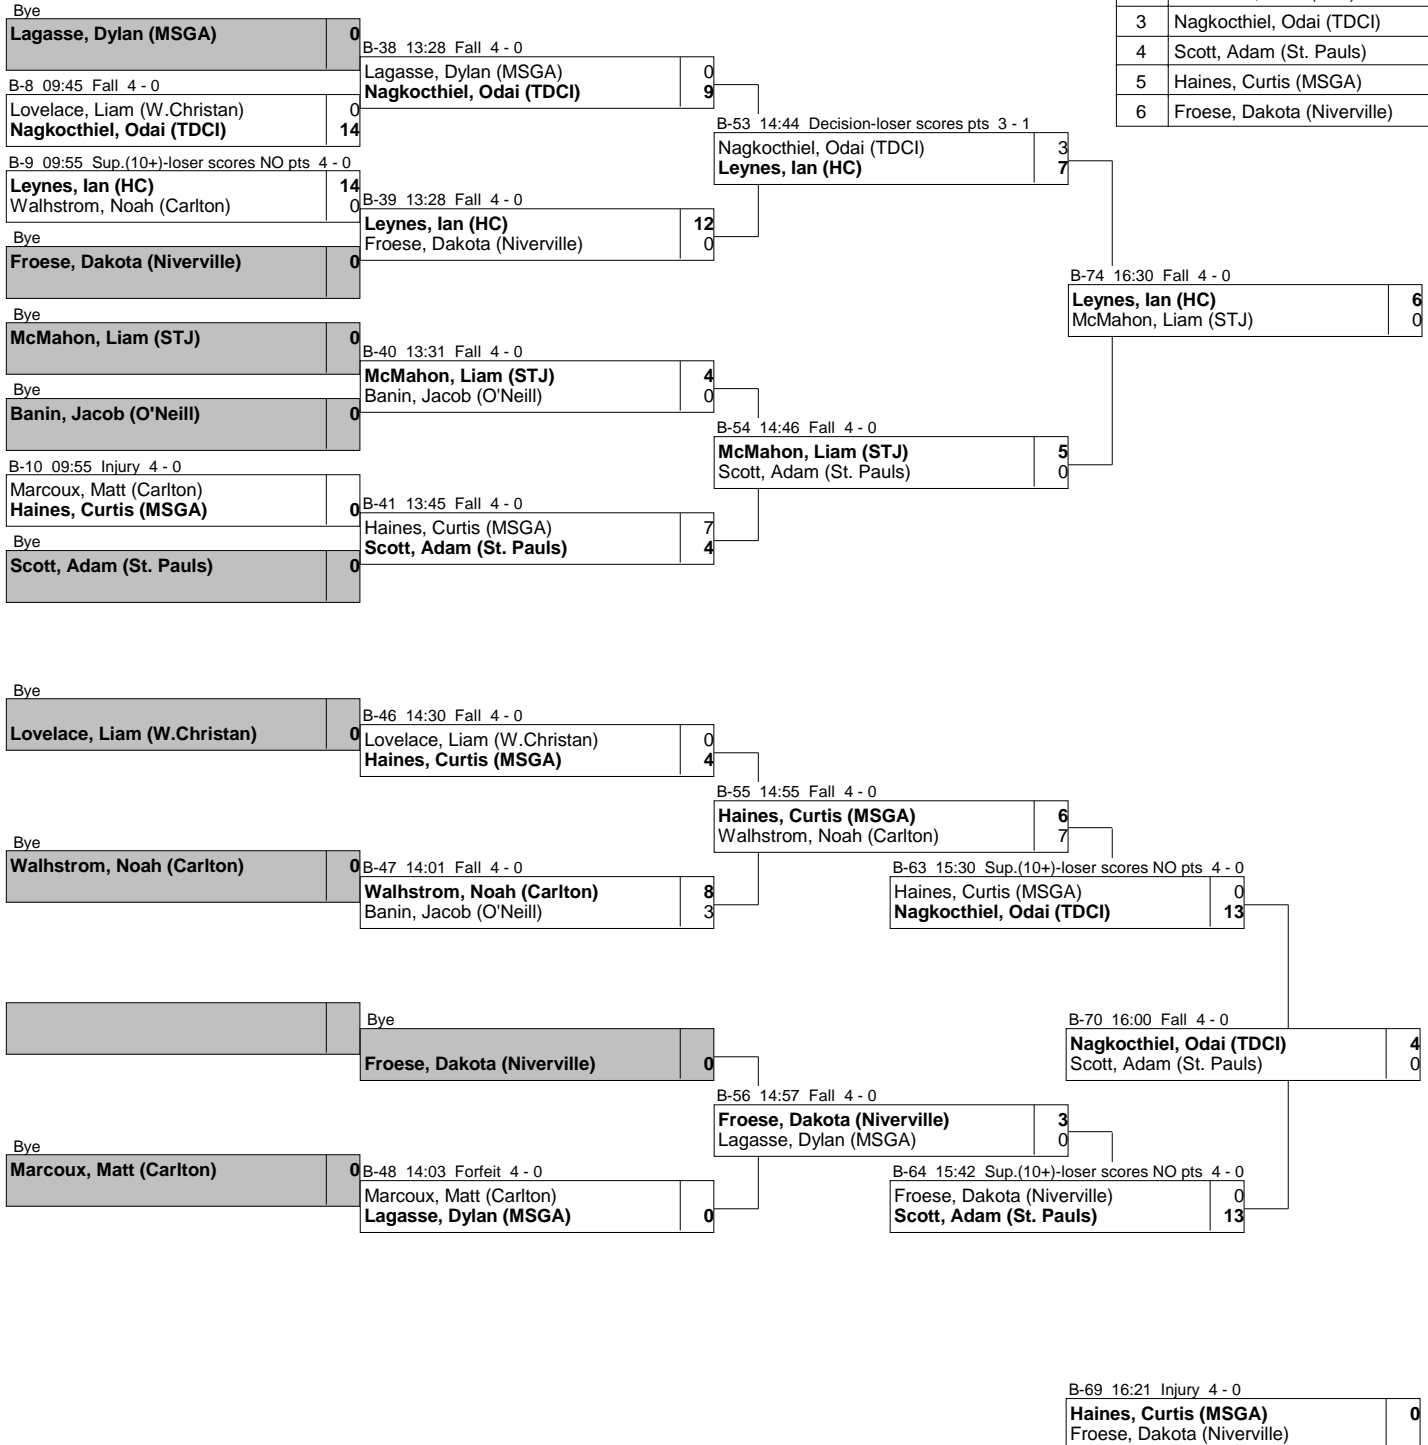 Bye
Lagasse, Dylan (MSGA) 0
B-8 09:45 Fall 4 - 0
Lovelace, Liam (W.Christan) 0
Nagkocthiel, Odai (TDCI) 14
B-9 09:55 Sup.(10+)-loser scores NO pts 4 - 0
Leynes, Ian (HC) 14
Walhstrom, Noah (Carlton) 0
Bye
Froese, Dakota (Niverville) 0
Bye
McMahon, Liam (STJ) 0
Bye
Banin, Jacob (O'Neill) 0
B-10 09:55 Injury 4 - 0
Marcoux, Matt (Carlton)
Haines, Curtis (MSGA) 0
Bye
Scott, Adam (St. Pauls) 0
B-38 13:28 Fall 4 - 0
Lagasse, Dylan (MSGA) 0
Nagkocthiel, Odai (TDCI) 9
B-39 13:28 Fall 4 - 0
Leynes, Ian (HC) 12
Froese, Dakota (Niverville) 0
B-40 13:31 Fall 4 - 0
McMahon, Liam (STJ) 4
Banin, Jacob (O'Neill) 0
B-41 13:45 Fall 4 - 0
Haines, Curtis (MSGA) 7
Scott, Adam (St. Pauls) 4
B-53 14:44 Decision-loser scores pts 3 - 1
Nagkocthiel, Odai (TDCI) 3
Leynes, Ian (HC) 7
B-54 14:46 Fall 4 - 0
McMahon, Liam (STJ) 5
Scott, Adam (St. Pauls) 0
3 Nagkocthiel, Odai (TDCI)
4 Scott, Adam (St. Pauls)
5 Haines, Curtis (MSGA)
6 Froese, Dakota (Niverville)
B-74 16:30 Fall 4 - 0
Leynes, Ian (HC) 6
McMahon, Liam (STJ) 0
Bye
Lovelace, Liam (W.Christan) 0
Bye
Walhstrom, Noah (Carlton) 0
Bye
Marcoux, Matt (Carlton) 0
B-46 14:30 Fall 4 - 0
Lovelace, Liam (W.Christan) 0
Haines, Curtis (MSGA) 4
B-47 14:01 Fall 4 - 0
Walhstrom, Noah (Carlton) 8
Banin, Jacob (O'Neill) 3
Bye
Froese, Dakota (Niverville) 0
B-48 14:03 Forfeit 4 - 0
Marcoux, Matt (Carlton)
Lagasse, Dylan (MSGA) 0
B-55 14:55 Fall 4 - 0
Haines, Curtis (MSGA) 6
Walhstrom, Noah (Carlton) 7
B-56 14:57 Fall 4 - 0
Froese, Dakota (Niverville) 3
Lagasse, Dylan (MSGA) 0
B-63 15:30 Sup.(10+)-loser scores NO pts 4 - 0
Haines, Curtis (MSGA) 0
Nagkocthiel, Odai (TDCI) 13
B-64 15:42 Sup.(10+)-loser scores NO pts 4 - 0
Froese, Dakota (Niverville) 0
Scott, Adam (St. Pauls) 13
B-70 16:00 Fall 4 - 0
Nagkocthiel, Odai (TDCI) 4
Scott, Adam (St. Pauls) 0
B-69 16:21 Injury 4 - 0
Haines, Curtis (MSGA) 0
Froese, Dakota (Niverville)